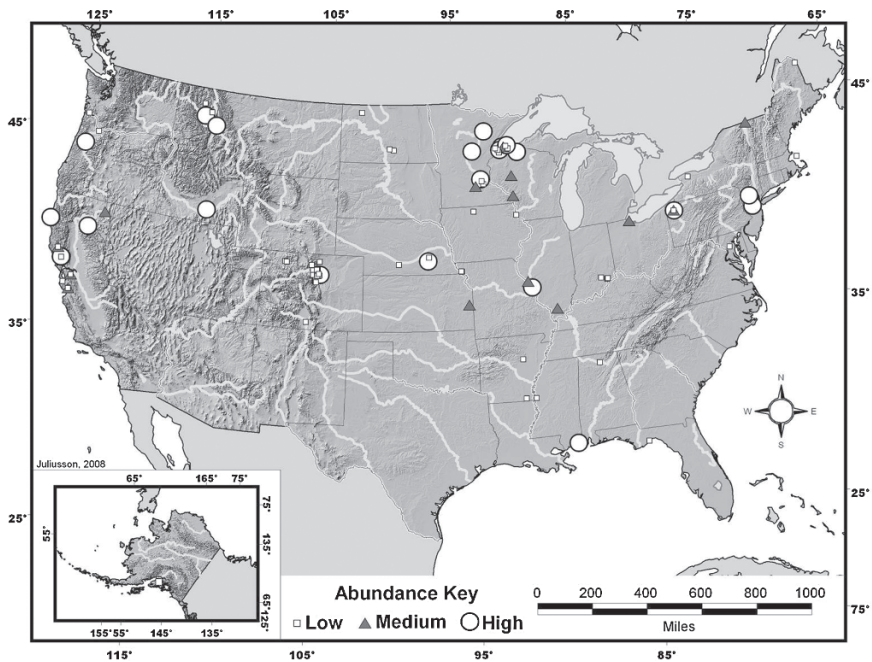 125° 115° 105° 95° 85° 75° 65°
45° 45°
35° 35°
N
W E
S
Juliusson, 2008
65° 165° 75°
75°
55°
135°
25° 25°
65°
125°
155° 55° 145° 135°
Abundance Key
Low Medium High
0 200 400 600 800 1000
Miles
75°
115° 105° 95° 85°